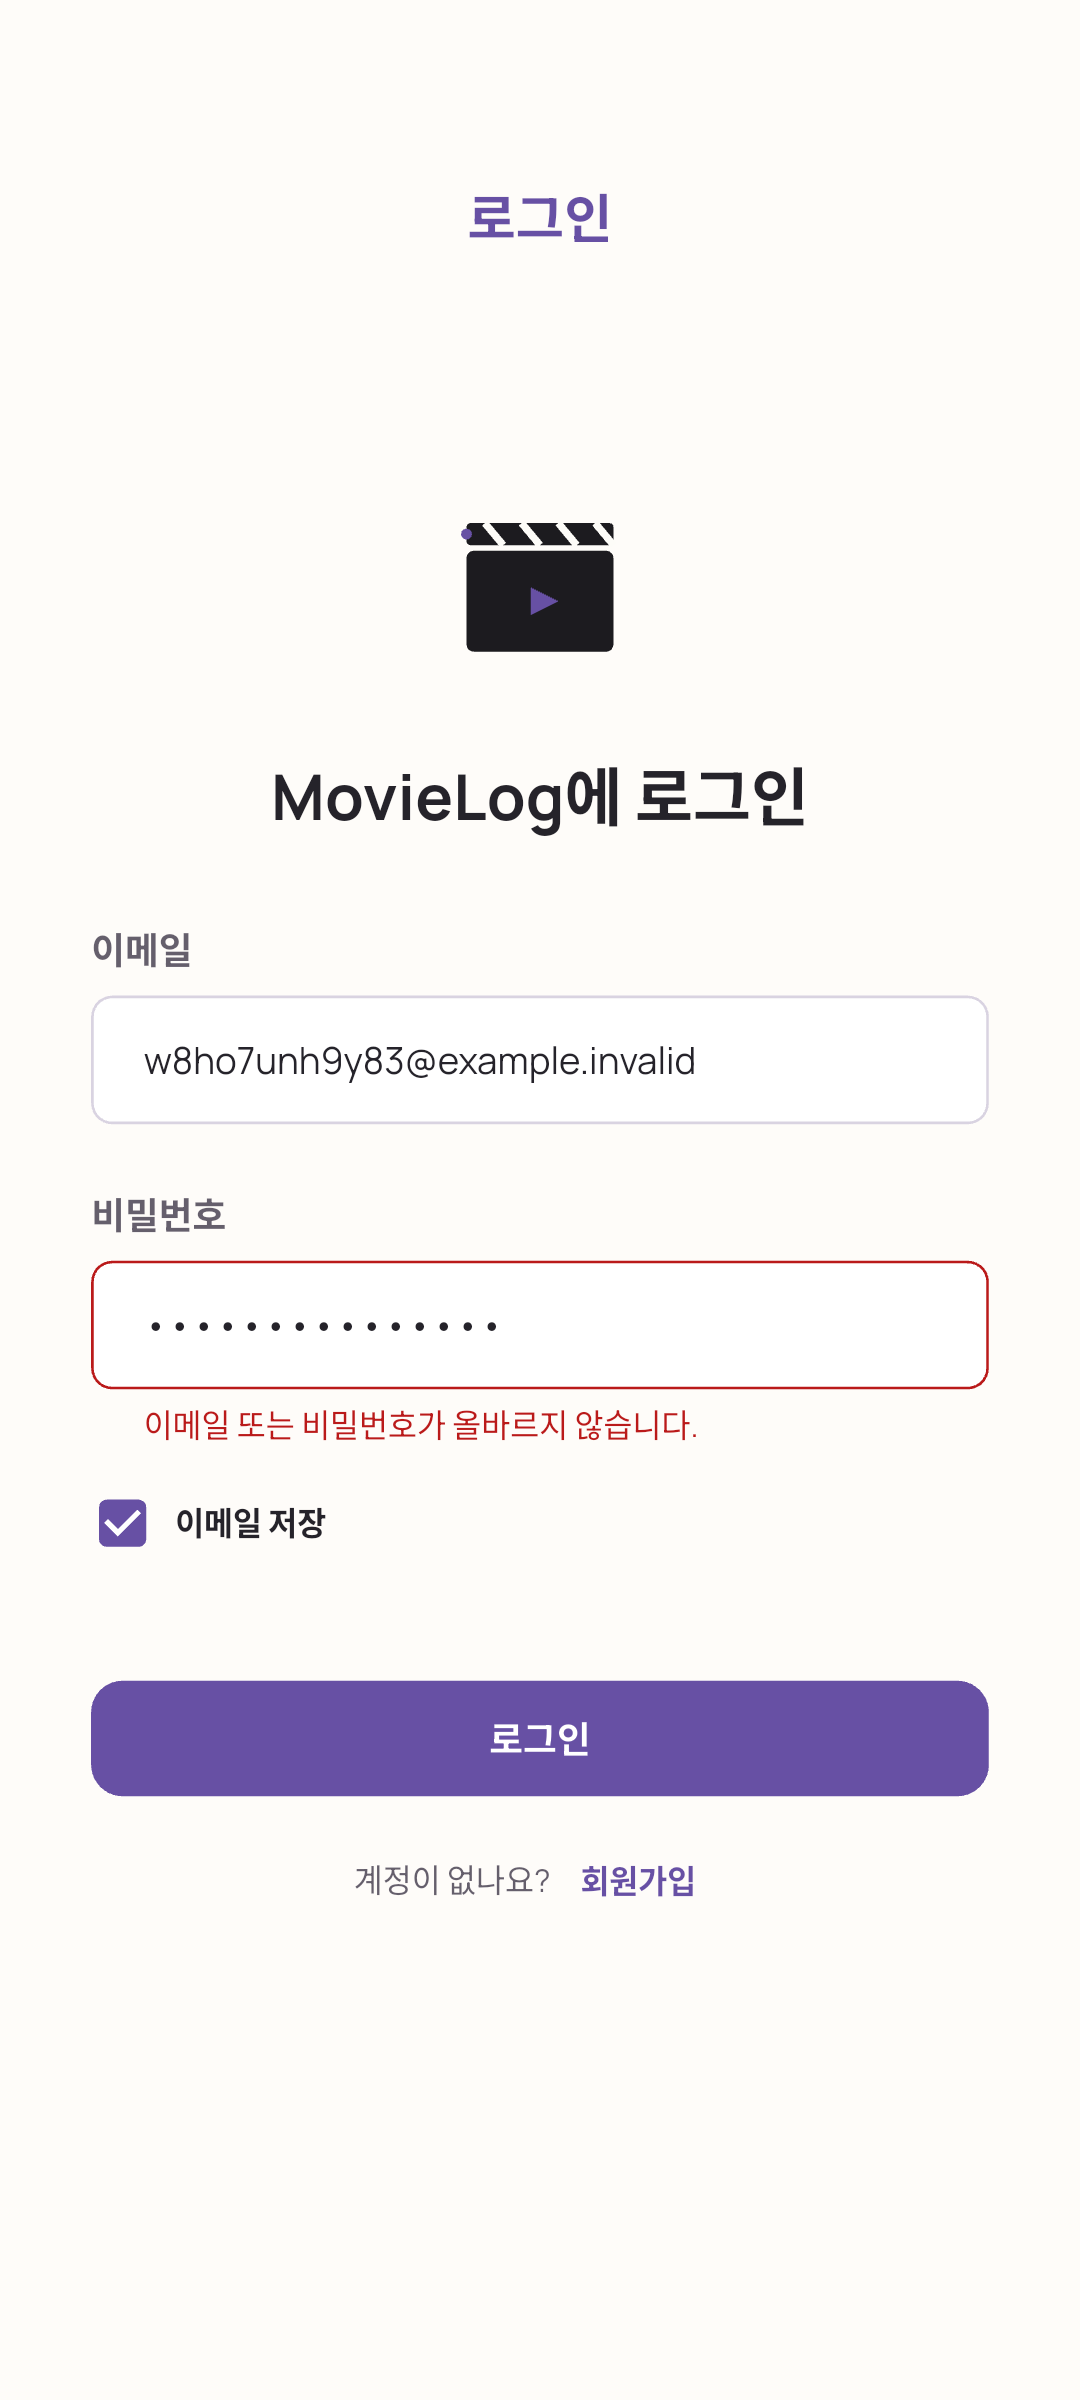 로그인
MovieLog에 로그인
이메일
w8ho7unh9y83@example.invalid
비밀번호
•••••••••••••••
이메일 또는 비밀번호가 올바르지 않습니다.
이메일 저장
로그인
계정이 없나요? 회원가입